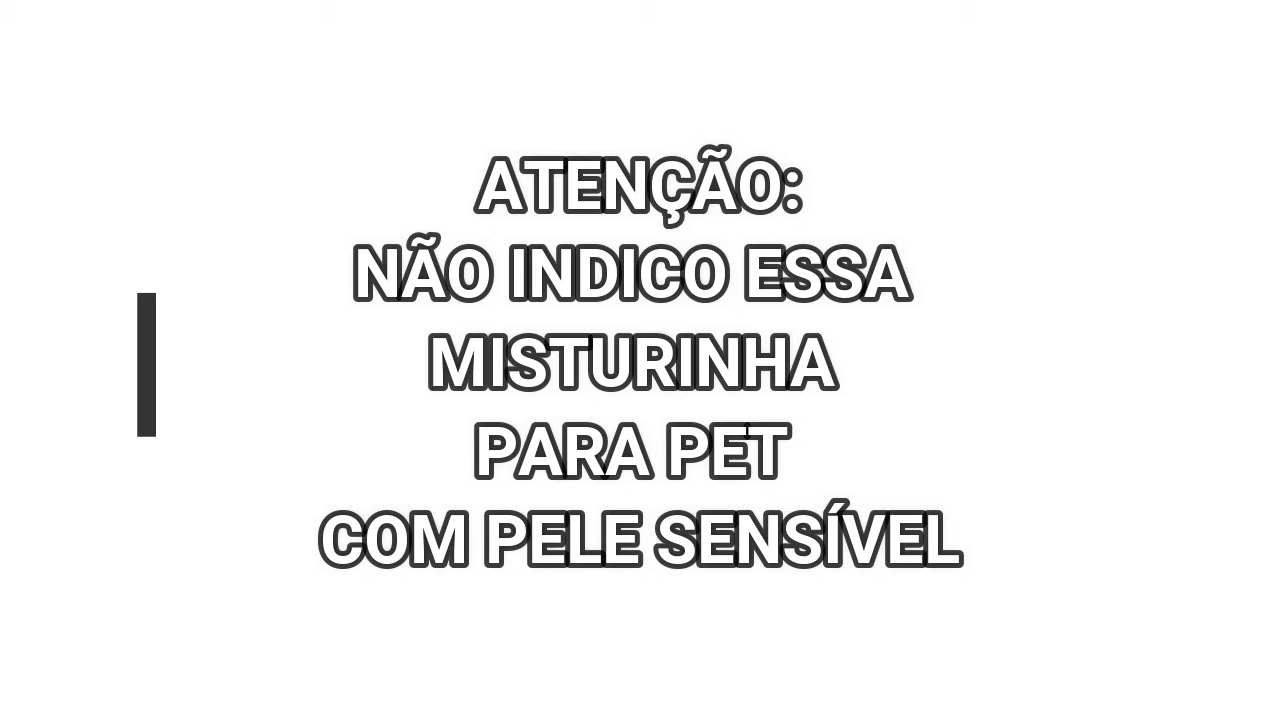 ATENÇÃO:
NÃO INDICO ESSA
MISTURINHA
PARA PET
COM PELE SENSÍVEL